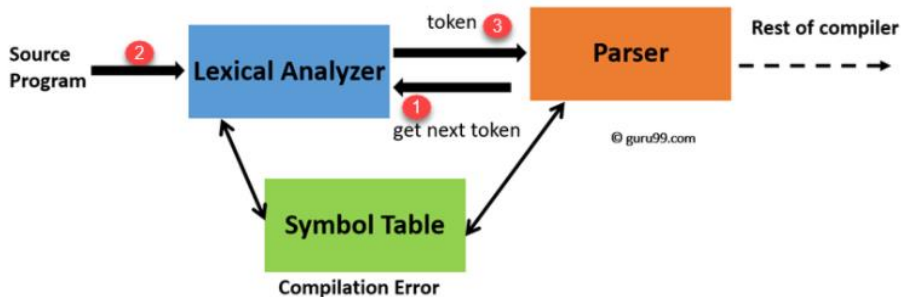 token 3
Rest of compiler
2
Source
Program
Lexical Analyzer
Parser
1
get next token
© guru99.com
Symbol Table
Compilation Error